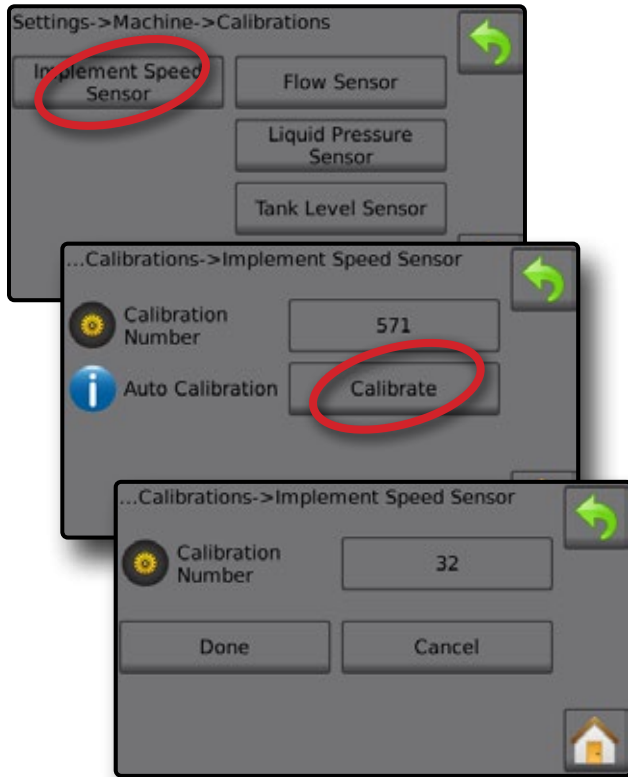 Settings->Machine->Calibrations
Implement Speed
Sensor
Flow Sensor
Liquid Pressure
Sensor
Tank Level Sensor
...Calibrations->Implement Speed Sensor
Calibration
Number
571
Auto Calibration
Calibrate
...Calibrations->Implement Speed Sensor
Calibration
Number
32
Done
Cancel